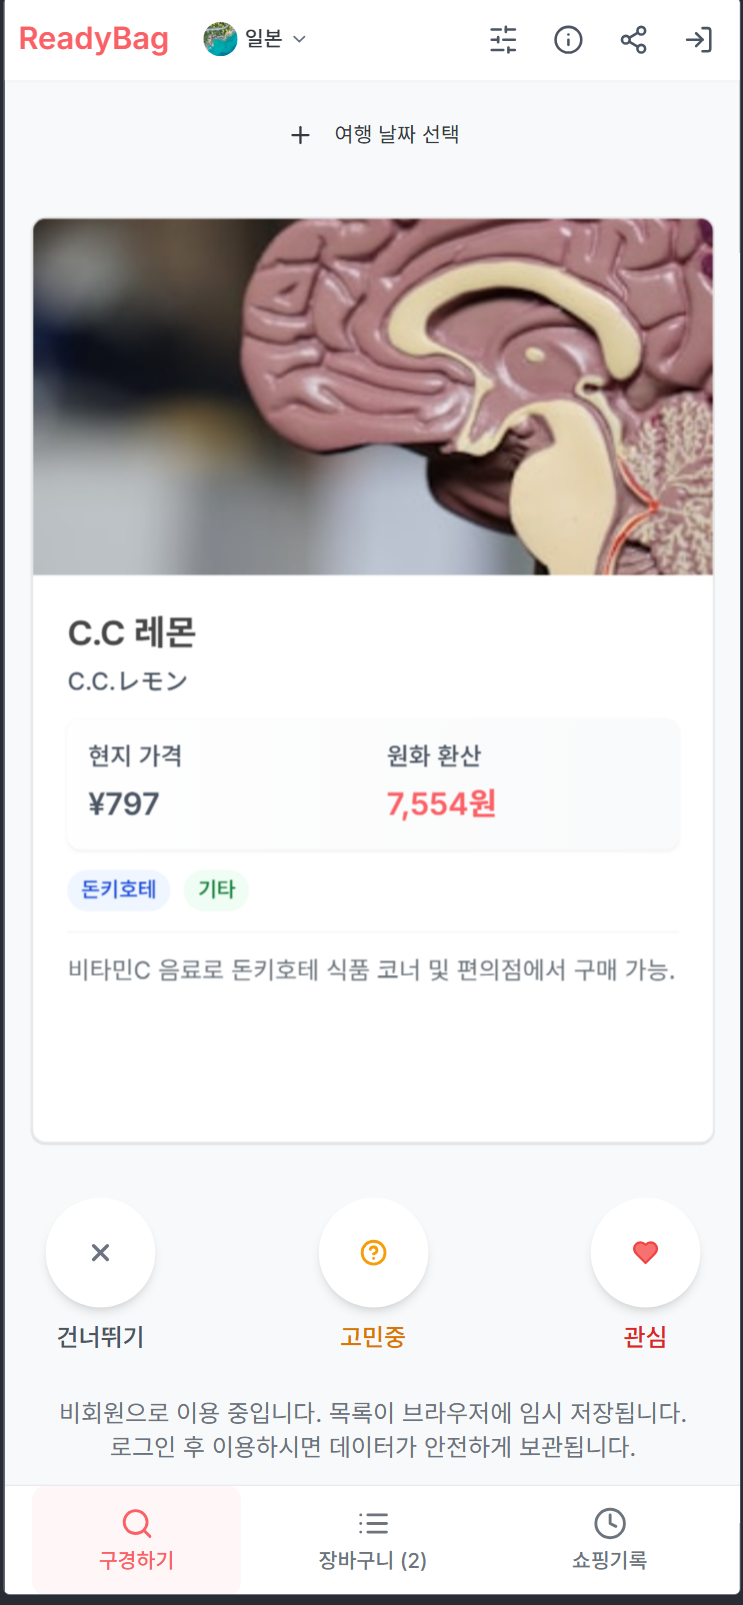 ReadyBag 일본
여행 날짜 선택
C.C 레몬
C.C.レモン
현지 가격 원화 환산
¥797 7,554원
돈키호테 기타
비타민C 음료로 돈키호테 식품 코너 및 편의점에서 구매 가능.
건너뛰기 고민중 관심
비회원으로 이용 중입니다. 목록이 브라우저에 임시 저장됩니다.
로그인 후 이용하시면 데이터가 안전하게 보관됩니다.
구경하기 장바구니 (2) 쇼핑기록